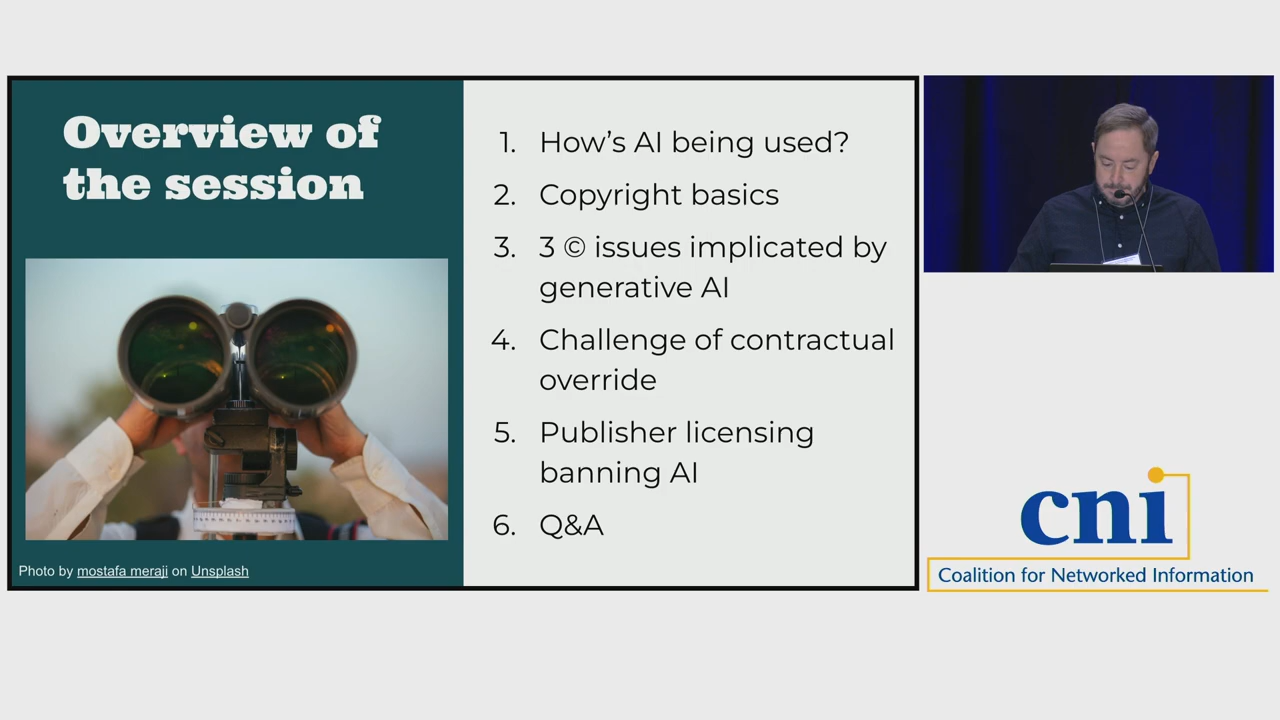 Overview of
the session
Photo by mostafa meraji on Unsplash
1. How's AI being used?
2. Copyright basics
3. 3 © issues implicated by
generative AI
4. Challenge of contractual
override
5. Publisher licensing
banning AI
6. Q&A
cni
Coalition for Networked Information